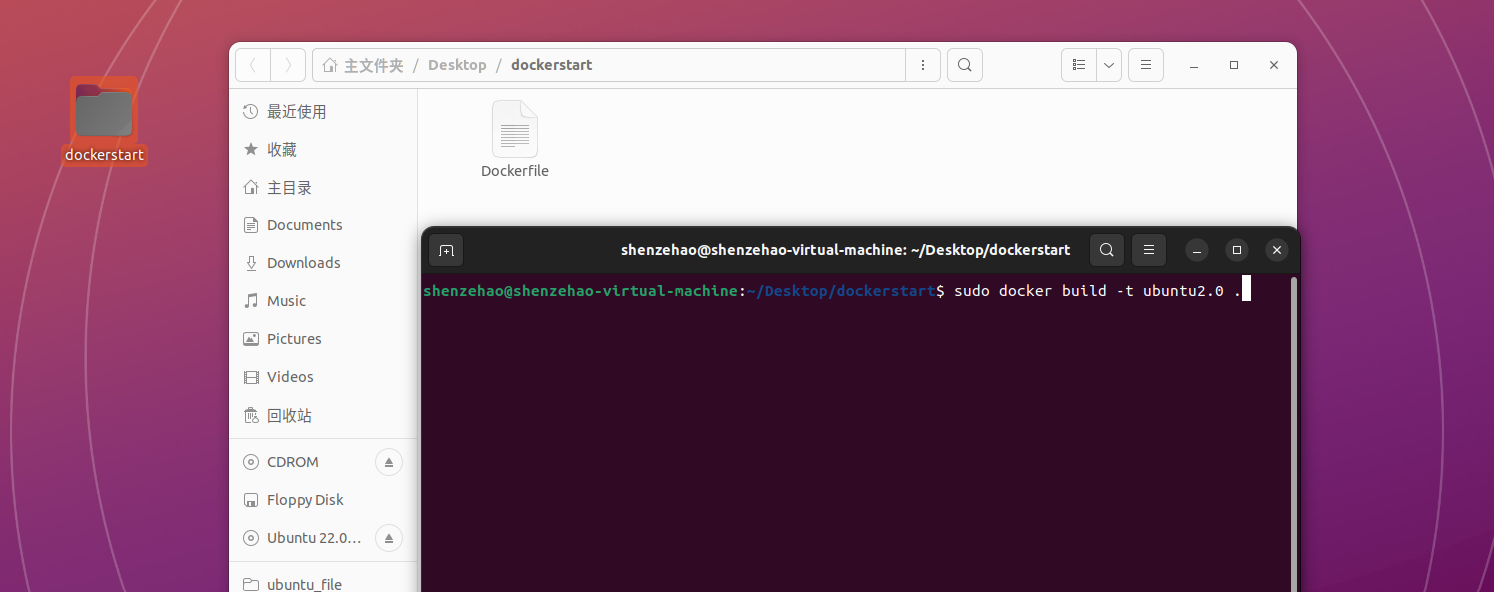 dockerstart
主文件夹 / Desktop / dockerstart
最近使用
收藏
主目录
Documents
Downloads
Music
Pictures
Videos
回收站
CDROM
Floppy Disk
Ubuntu 22.0…
ubuntu_file
Dockerfile
shenzehao@shenzehao-virtual-machine: ~/Desktop/dockerstart
shenzehao@shenzehao-virtual-machine:~/Desktop/dockerstart$ sudo docker build -t ubuntu2.0 .